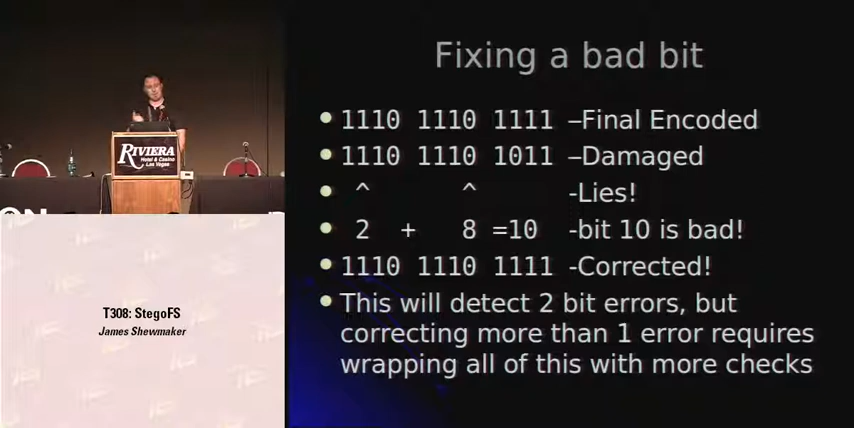 Fixing a bad bit
1110 1110 1111 –Final Encoded
1110 1110 1011 –Damaged
^ ^ -Lies!
2 + 8 =10 -bit 10 is bad!
1110 1110 1111 -Corrected!
This will detect 2 bit errors, but
correcting more than 1 error requires
wrapping all of this with more checks
RIVIERA
Hotel & Casino
Las Vegas
ON
T308: StegoFS
James Shewmaker